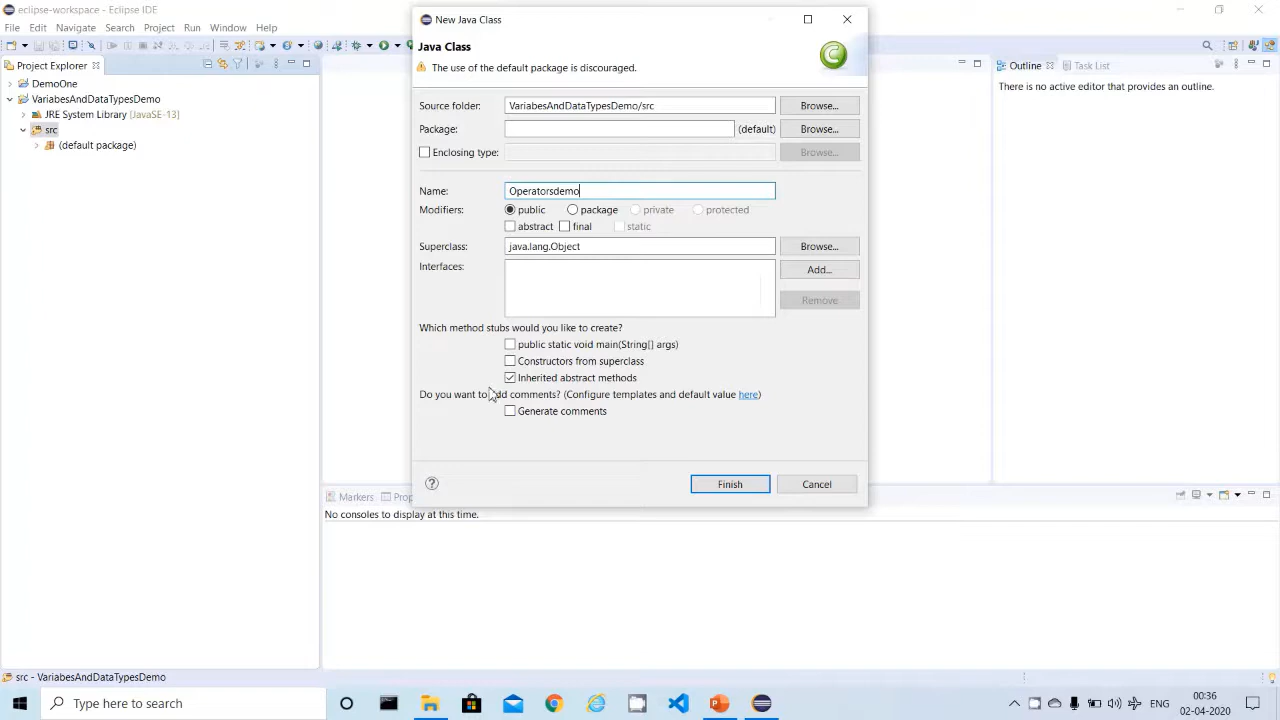 eclipse-workspace - Eclipse IDE
File Edit Navigate Search Project Run Window Help
Project Explorer
DemoOne
VariabesAndDataTypesDemo
JRE System Library [JavaSE-13]
src
(default package)
New Java Class
Java Class
The use of the default package is discouraged.
Source folder: VariabesAndDataTypesDemo/src Browse...
Package: (default) Browse...
Enclosing type: Browse...
Name: Operatorsdemo
Modifiers: public package private protected
abstract final static
Superclass: java.lang.Object Browse...
Interfaces: Add...
Remove
Which method stubs would you like to create?
public static void main(String[] args)
Constructors from superclass
Inherited abstract methods
Do you want to add comments? (Configure templates and default value here)
Generate comments
Finish Cancel
Outline Task List
There is no active editor that provides an outline.
Markers
No consoles to display at this time.
src - VariabesAndDataTypesDemo
Type here to search
ENG
00:36
02-04-2020